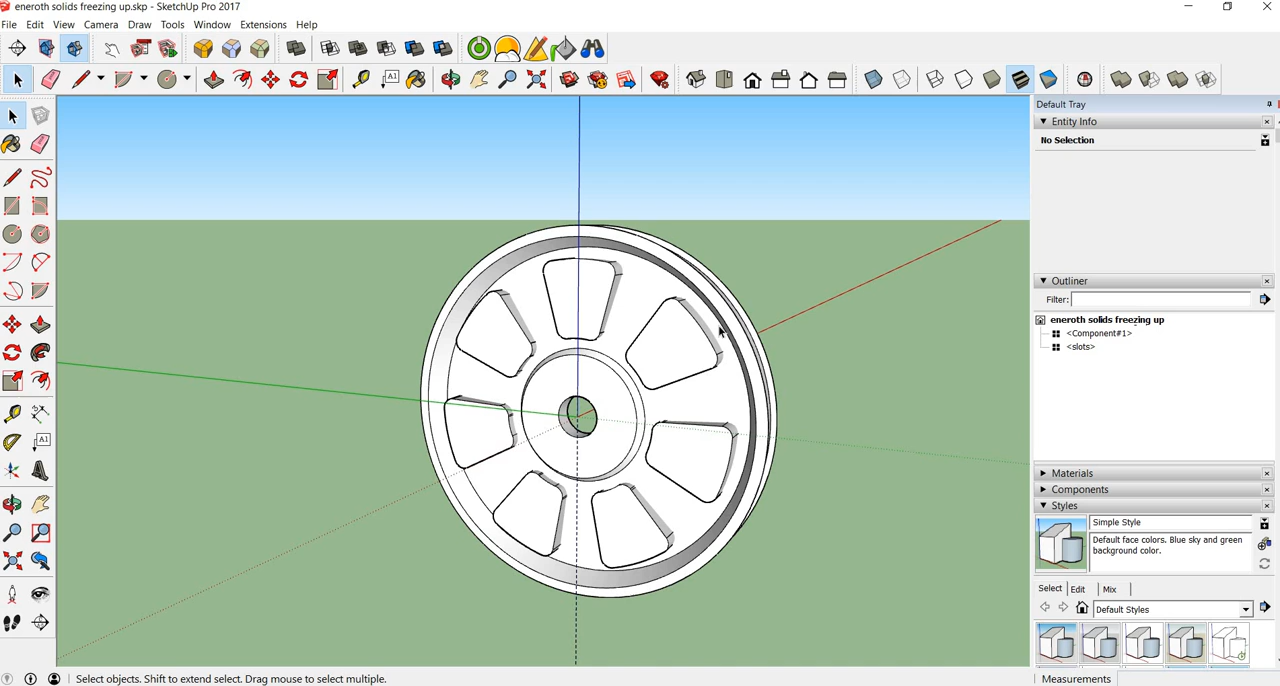 eneroth solids freezing up.skp - SketchUp Pro 2017
File Edit View Camera Draw Tools Window Extensions Help
Default Tray
Entity Info
No Selection
Outliner
Filter:
eneroth solids freezing up
<Component#1>
<slots>
Materials
Components
Styles
Simple Style
Default face colors. Blue sky and green
background color.
Select Edit Mix
Default Styles
Select objects. Shift to extend select. Drag mouse to select multiple.
Measurements